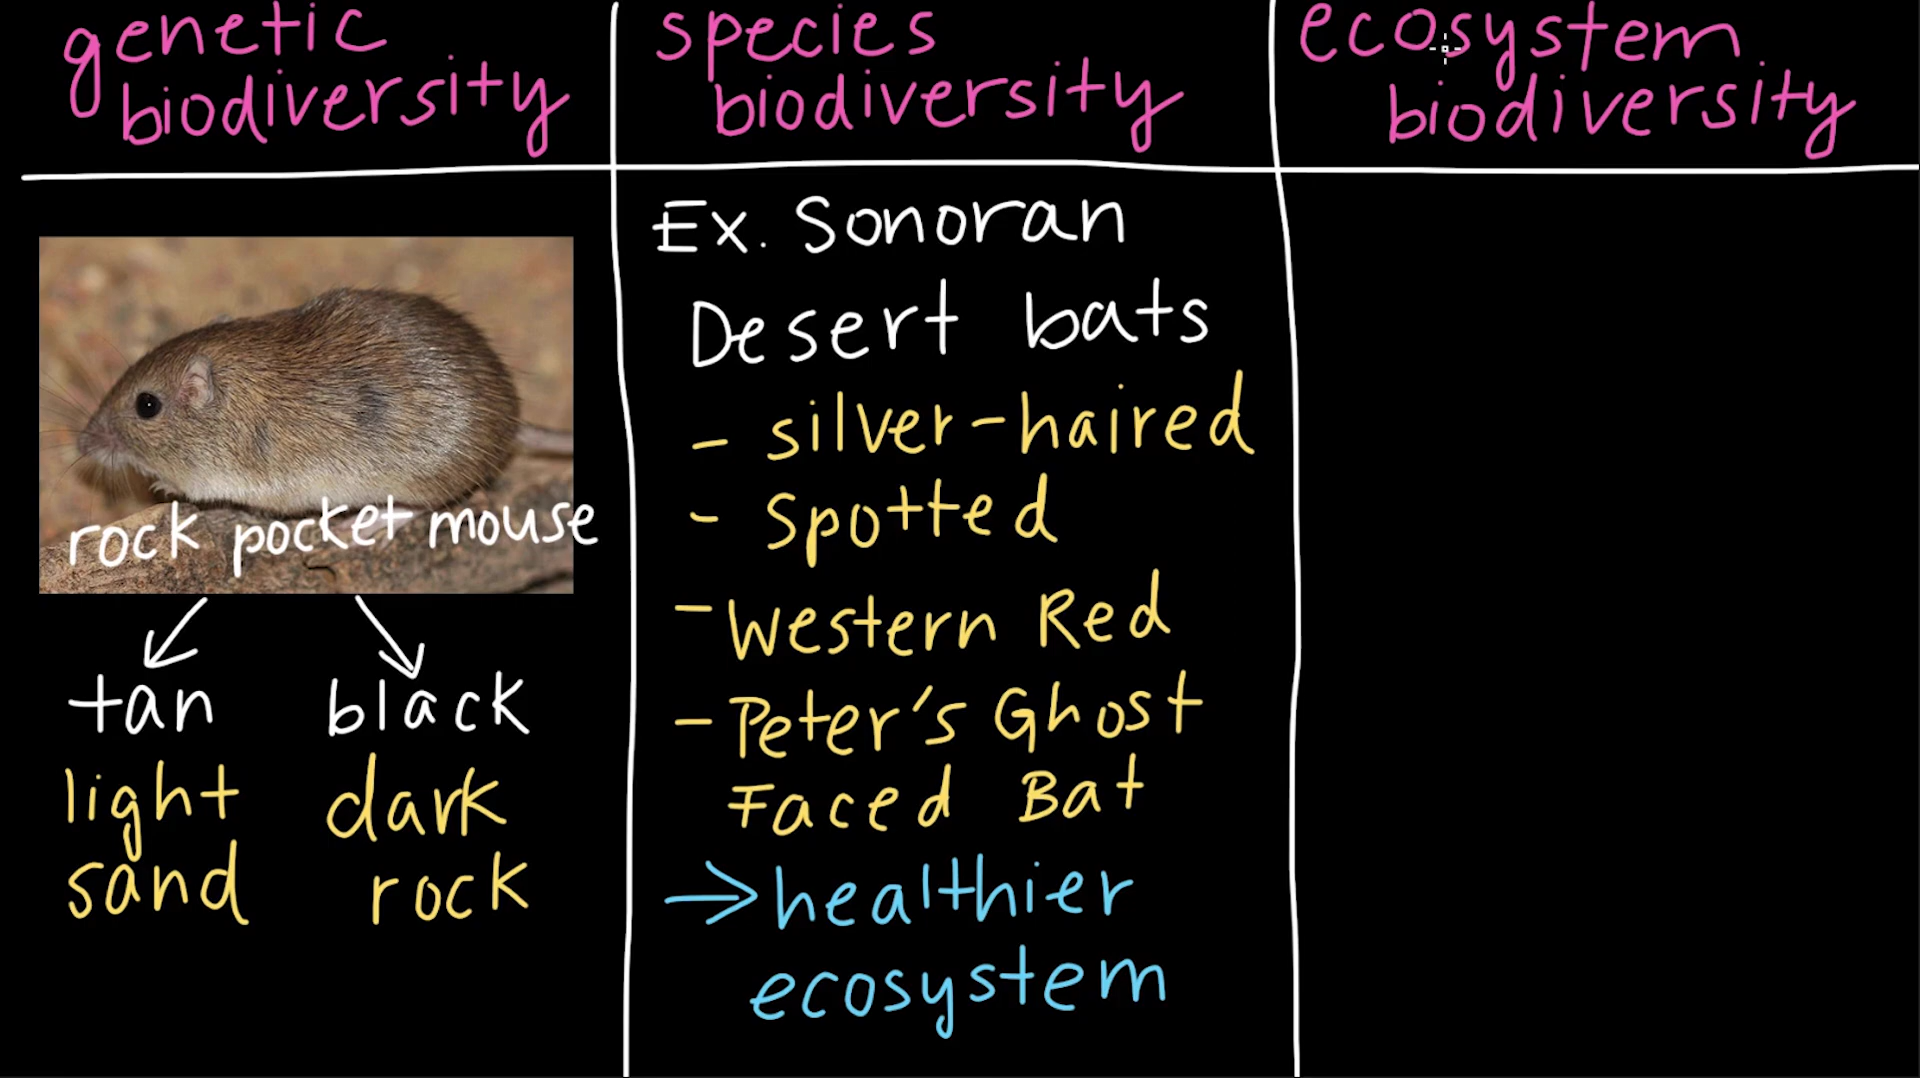 genetic
biodiversity
species
biodiversity
ecosystem
biodiversity
rock pocket mouse
tan
light
sand
black
dark
rock
Ex. Sonoran
Desert bats
- silver-haired
- Spotted
- Western Red
- Peter's Ghost
Faced Bat
→ healthier
ecosystem